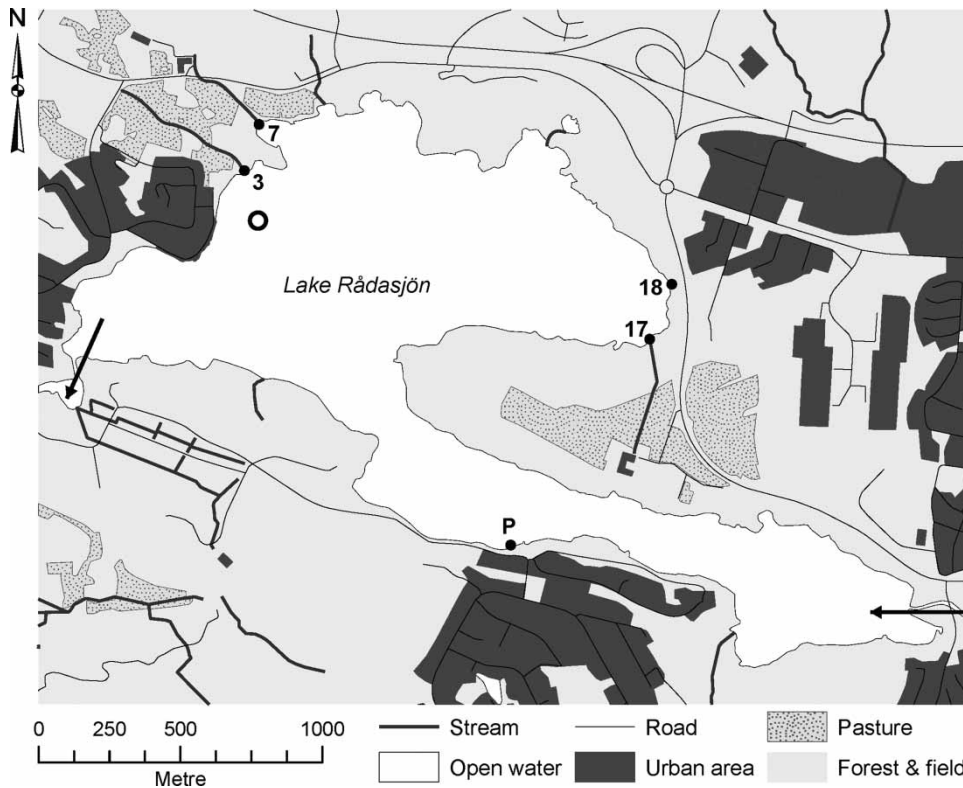 N
7
3
Lake Rådasjön
18
17
P
0 250 500 1000
Metre
Stream Road Pasture
Open water Urban area Forest & field